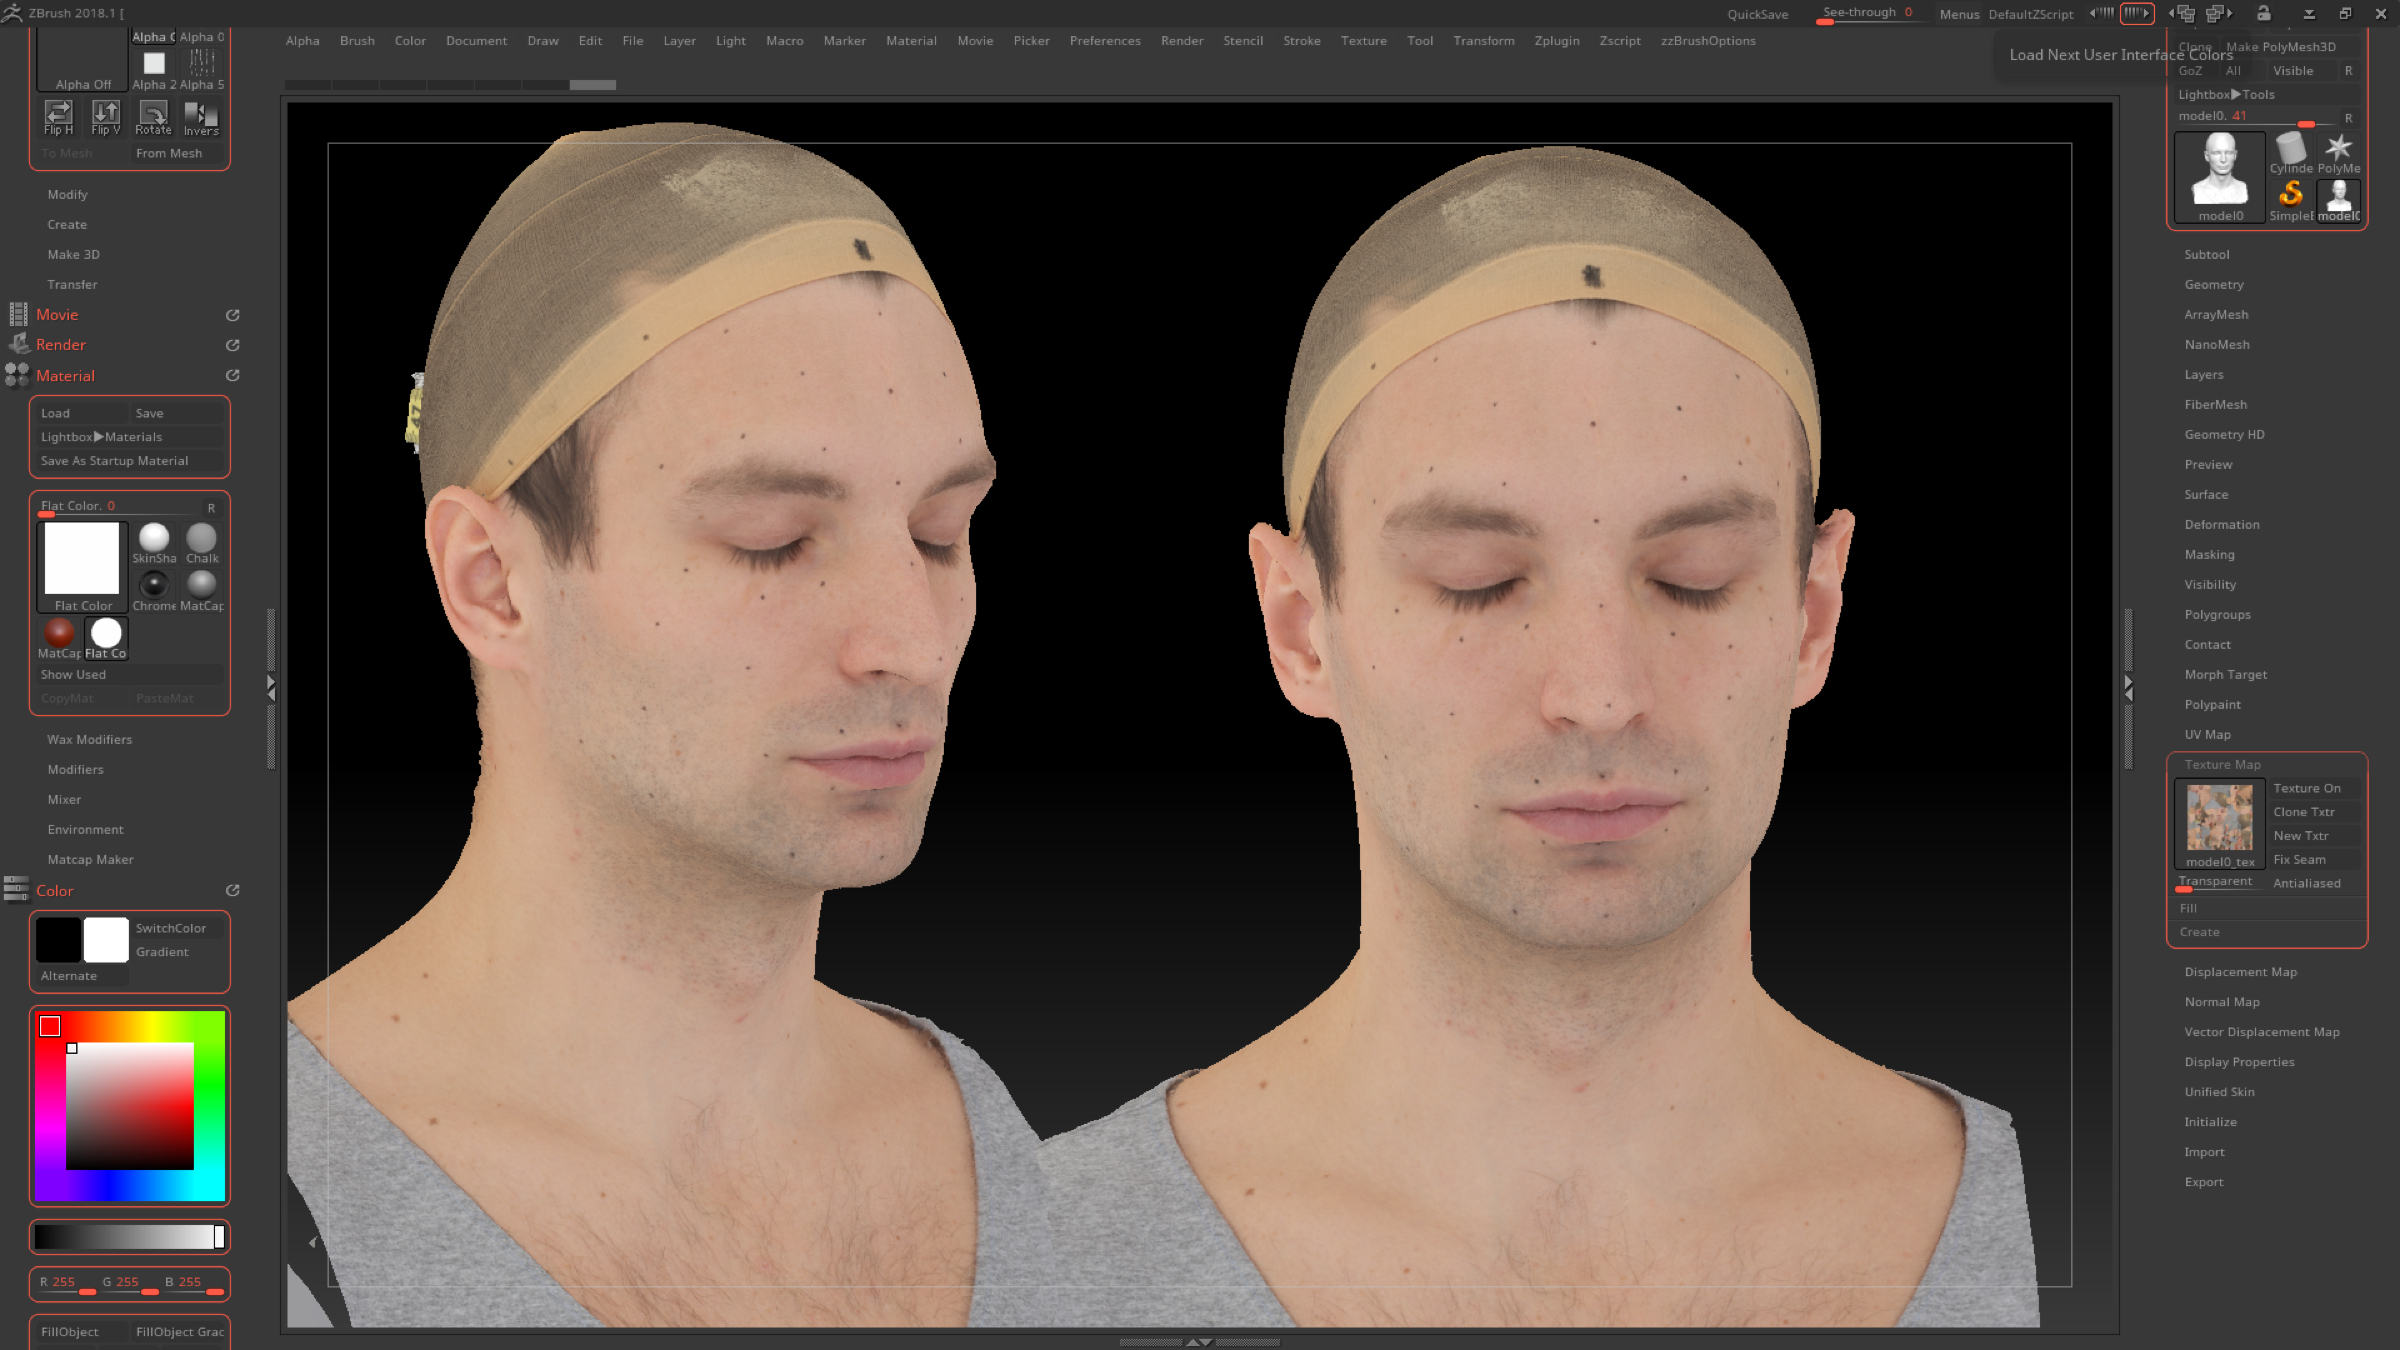 ZBrush 2018.1 [
QuickSave
See-through 0
Menus
DefaultZScript
Alpha Brush Color Document Draw Edit File Layer Light Macro Marker Material Movie Picker Preferences Render Stencil Stroke Texture Tool Transform Zplugin Zscript zzBrushOptions
Load Next User Interface Colors
Alpha 0
Alpha Off
Alpha 2
Alpha 5
Flip H
Flip V
Rotate
Invers
To Mesh
From Mesh
Modify
Create
Make 3D
Transfer
Movie
Render
Material
Load
Save
Lightbox▶Materials
Save As Startup Material
Flat Color. 0
R
SkinSha
Chalk
Flat Color
Chrome
MatCap
MatCap
Flat Co
Show Used
CopyMat
PasteMat
Wax Modifiers
Modifiers
Mixer
Environment
Matcap Maker
Color
SwitchColor
Gradient
Alternate
R 255
G 255
B 255
FillObject
FillObject Grac
Clone
Make PolyMesh3D
GoZ
All
Visible
R
Lightbox▶Tools
model0. 41
R
Cylinde
PolyMe
model0
SimpleB
model0
Subtool
Geometry
ArrayMesh
NanoMesh
Layers
FiberMesh
Geometry HD
Preview
Surface
Deformation
Masking
Visibility
Polygroups
Contact
Morph Target
Polypaint
UV Map
Texture Map
Texture On
Clone Txtr
New Txtr
model0_tex
Fix Seam
Transparent
Antialiased
Fill
Create
Displacement Map
Normal Map
Vector Displacement Map
Display Properties
Unified Skin
Initialize
Import
Export